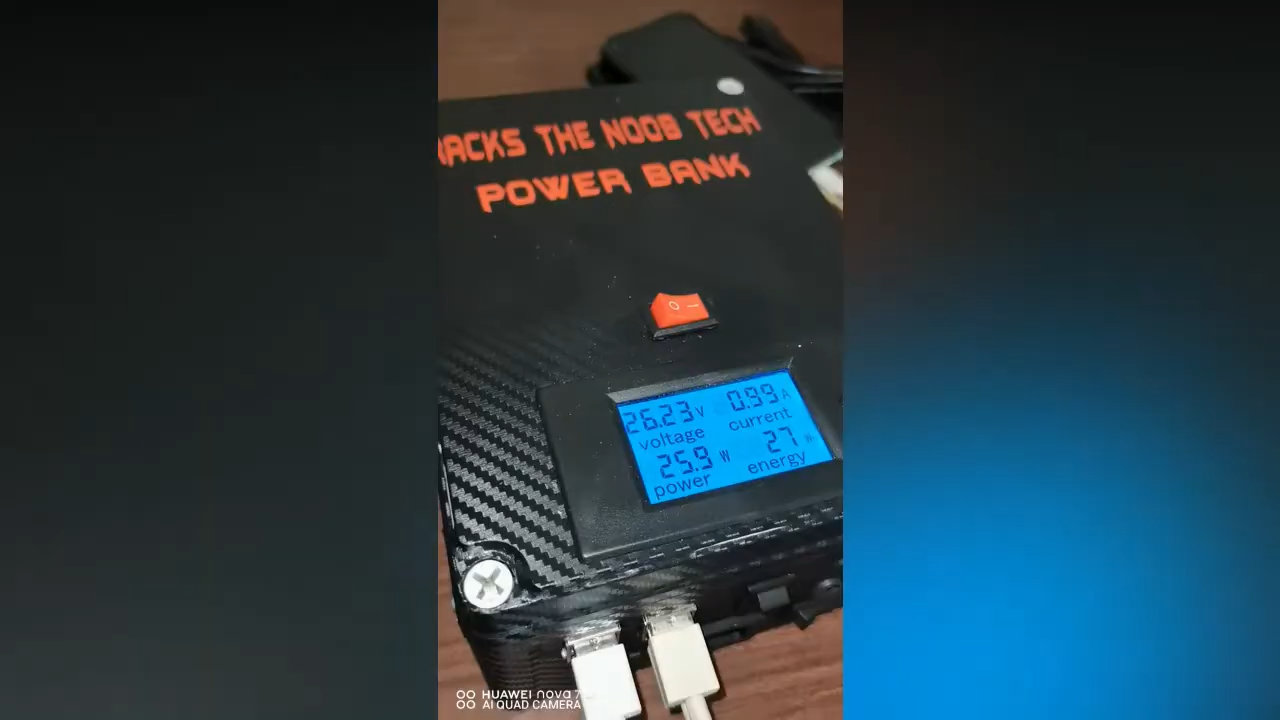 RACKS THE NOOB TECH
POWER BANK
O –
26.23 V 0.99 A
voltage current
25.9 W 27
power energy
HUAWEI nova 7
AI QUAD CAMERA